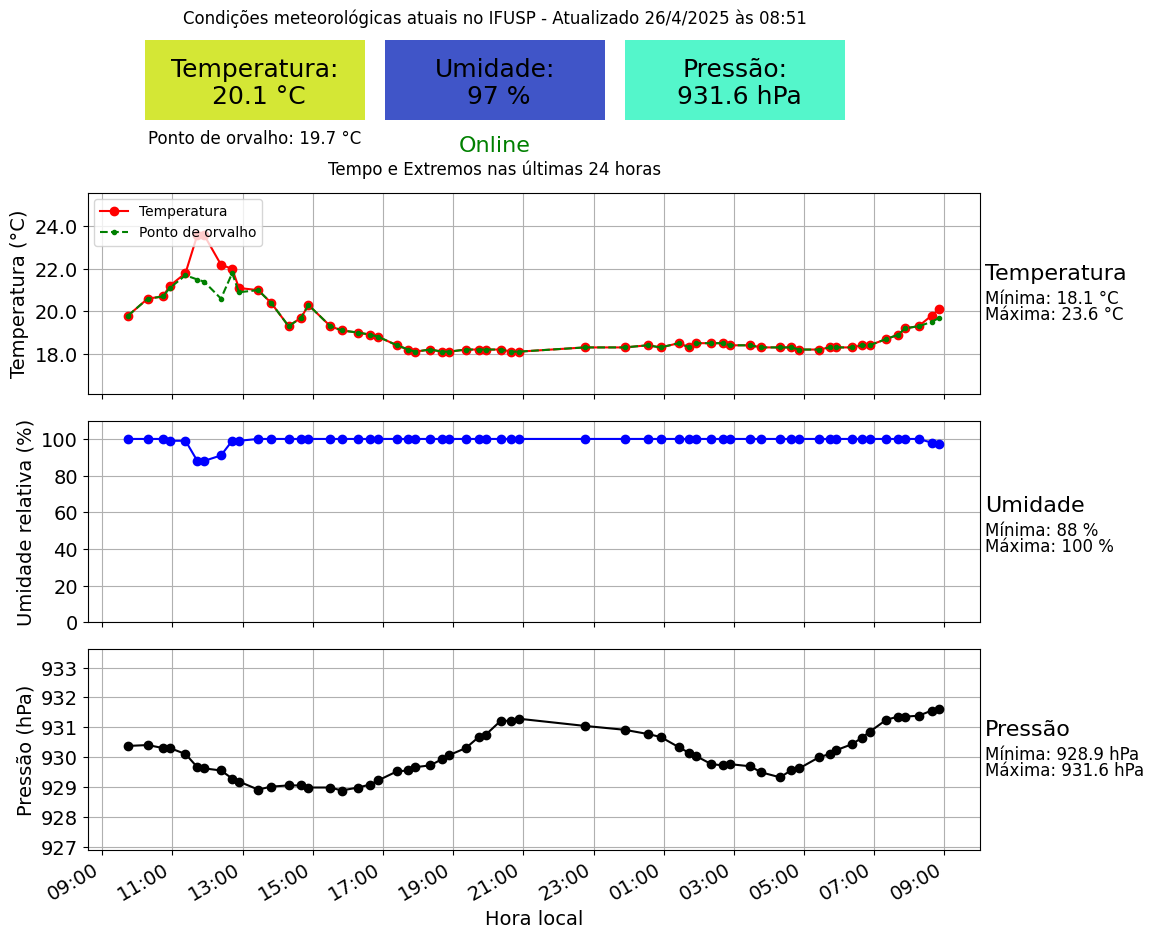 Condições meteorológicas atuais no IFUSP - Atualizado 26/4/2025 às 08:51
Temperatura:
20.1 °C
Umidade:
97 %
Pressão:
931.6 hPa
Ponto de orvalho: 19.7 °C
Online
Tempo e Extremos nas últimas 24 horas
Temperatura (°C)
24.0
22.0
20.0
18.0
Temperatura
Ponto de orvalho
Temperatura
Mínima: 18.1 °C
Máxima: 23.6 °C
Umidade relativa (%)
100
80
60
40
20
0
Umidade
Mínima: 88 %
Máxima: 100 %
Pressão (hPa)
933
932
931
930
929
928
927
Pressão
Mínima: 928.9 hPa
Máxima: 931.6 hPa
09:00
11:00
13:00
15:00
17:00
19:00
21:00
23:00
01:00
03:00
05:00
07:00
09:00
Hora local